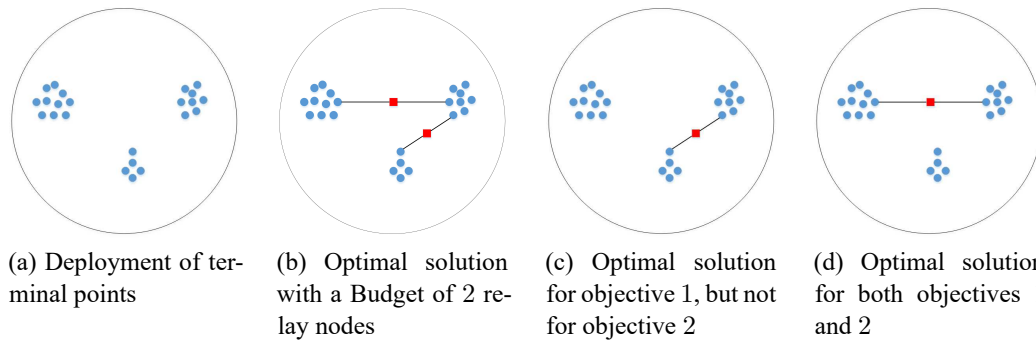 (a) Deployment of ter-
minal points
(b) Optimal solution
with a Budget of 2 re-
lay nodes
(c) Optimal solution
for objective 1, but not
for objective 2
(d) Optimal solution
for both objectives
and 2